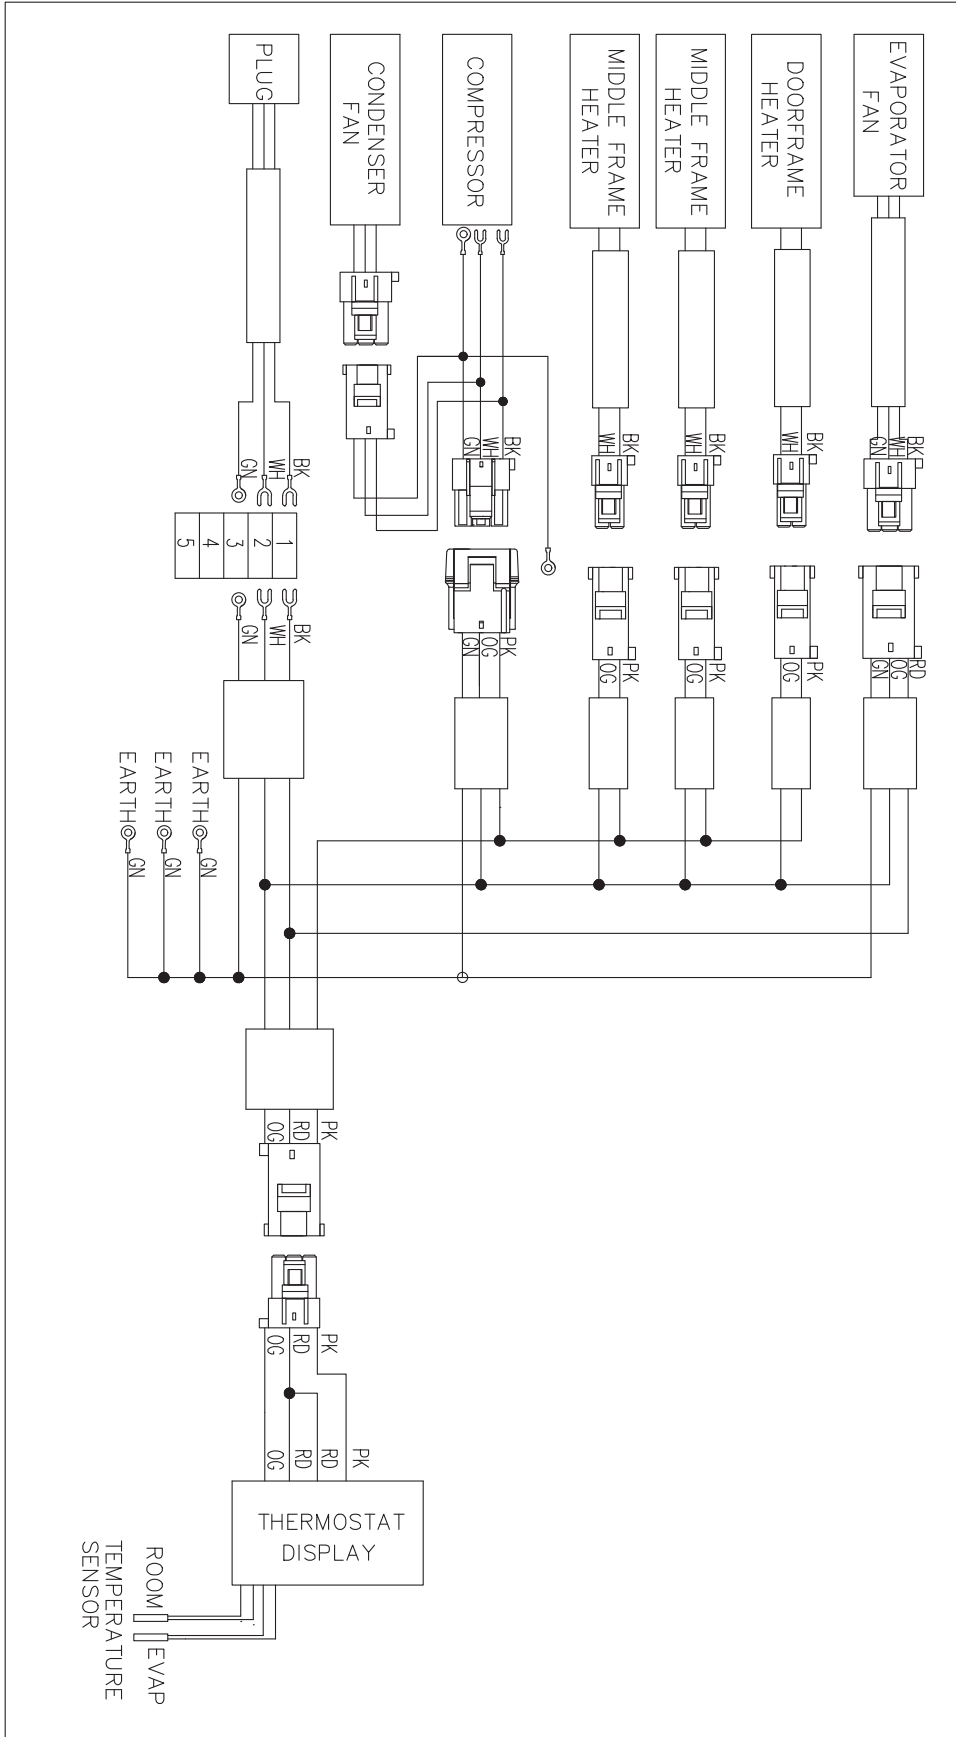 PLUG
CONDENSER
FAN
COMPRESSOR
MIDDLE FRAME
HEATER
MIDDLE FRAME
HEATER
DOORFRAME
HEATER
EVAPORATOR
FAN
GN
WH
BK
GN
WH
BK
WH
BK
WH
BK
WH
BK
GN
WH
BK
5
4
3
2
1
GN
WH
BK
GN
OG
PK
OG
PK
OG
PK
OG
PK
GN
OG
RD
EARTH
EARTH
EARTH
GN
GN
GN
OG
RD
PK
OG
RD
PK
OG
RD
RD
PK
THERMOSTAT
DISPLAY
ROOM
EVAP
TEMPERATURE
SENSOR